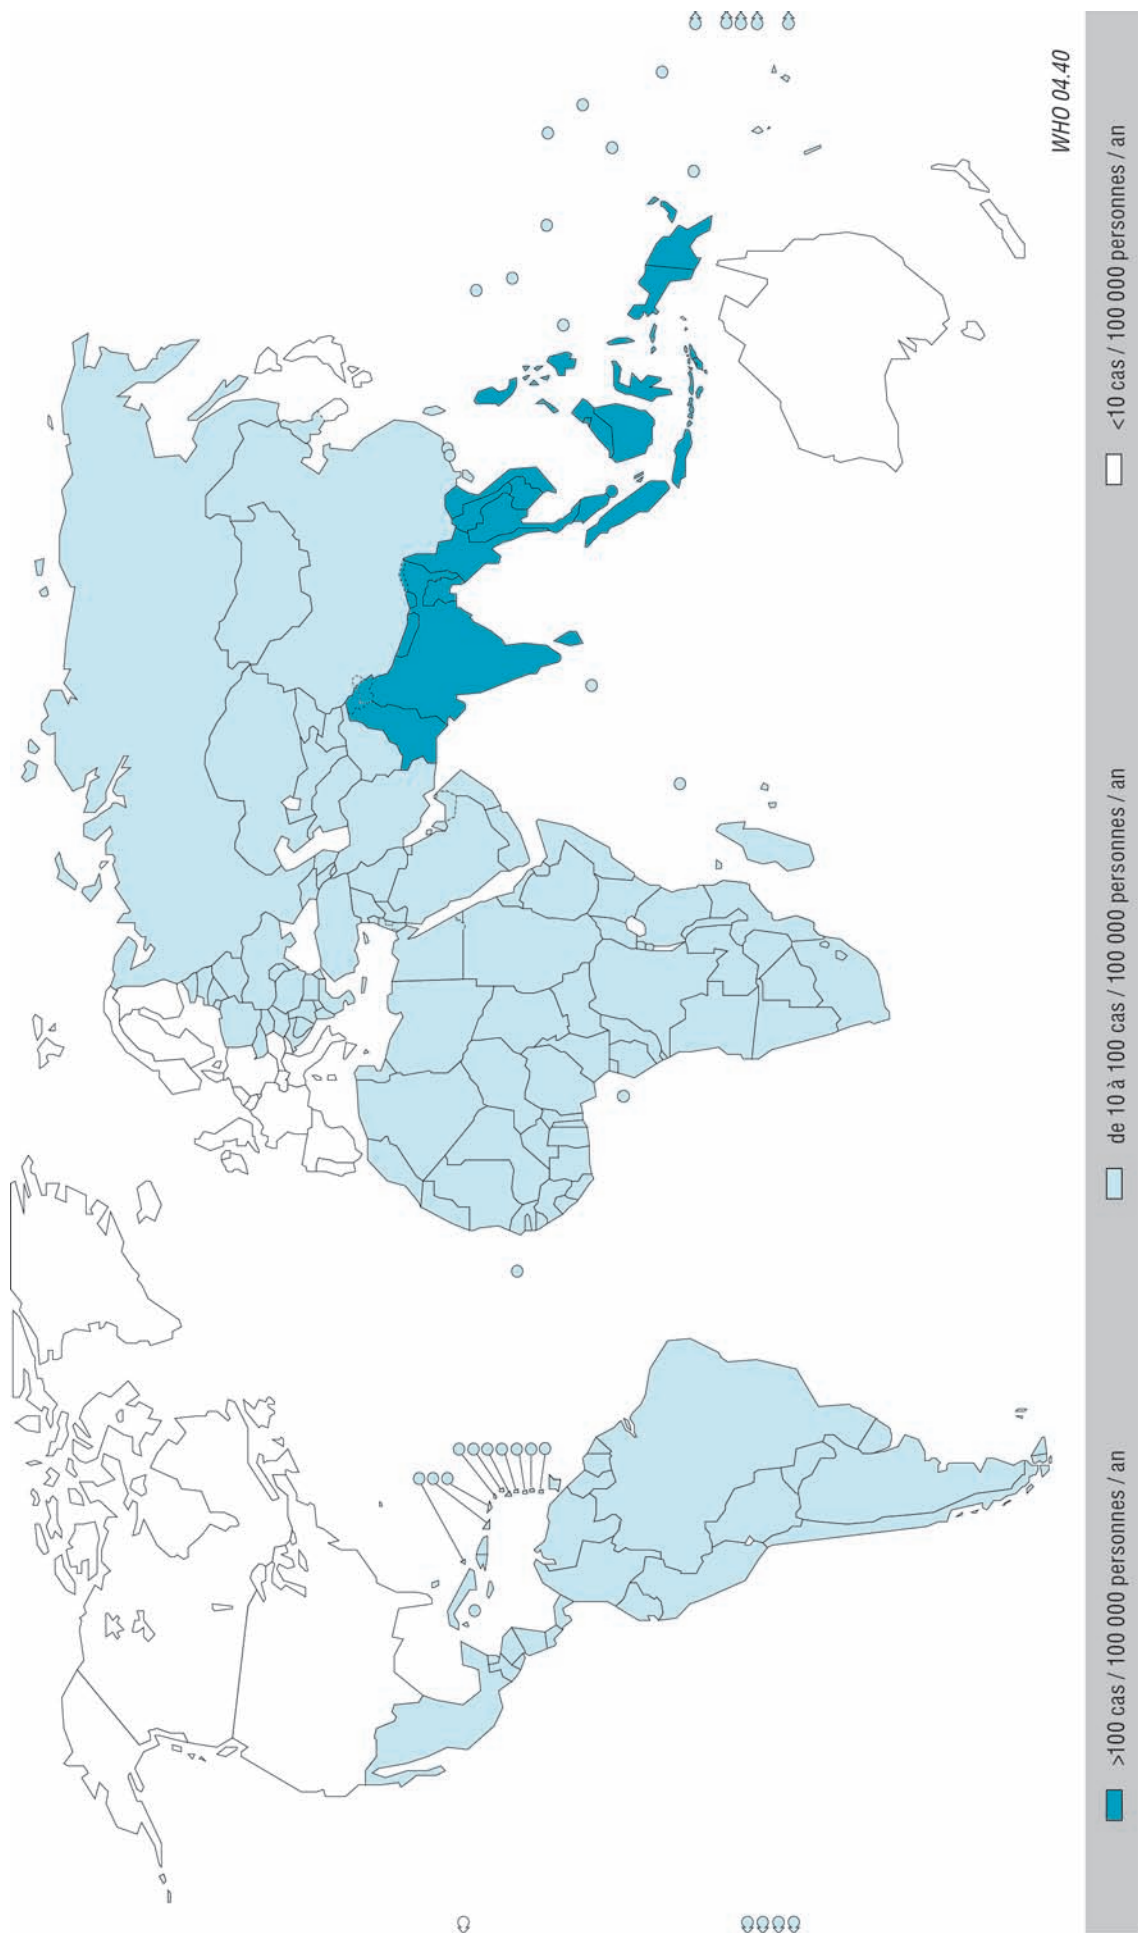 WHO 04.40
>100 cas / 100 000 personnes / an
de 10 à 100 cas / 100 000 personnes / an
<10 cas / 100 000 personnes / an